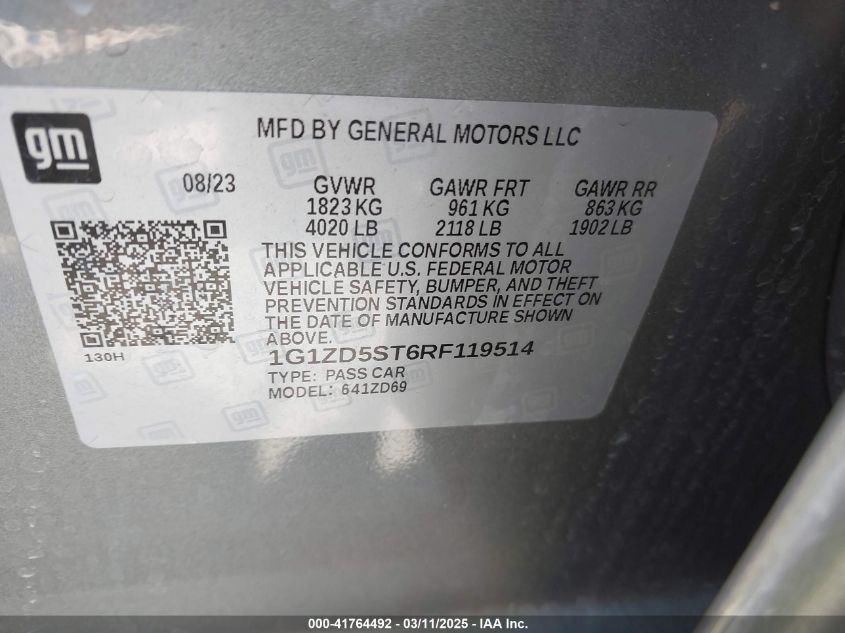 gm
MFD BY GENERAL MOTORS LLC
08/23 GVWR GAWR FRT GAWR RR
1823 KG 961 KG 863 KG
4020 LB 2118 LB 1902 LB
THIS VEHICLE CONFORMS TO ALL
APPLICABLE U.S. FEDERAL MOTOR
VEHICLE SAFETY, BUMPER, AND THEFT
PREVENTION STANDARDS IN EFFECT ON
THE DATE OF MANUFACTURE SHOWN
ABOVE.
130H
1G1ZD5ST6RF119514
TYPE: PASS CAR
MODEL: 641ZD69
000-41764492 - 03/11/2025 - IAA Inc.